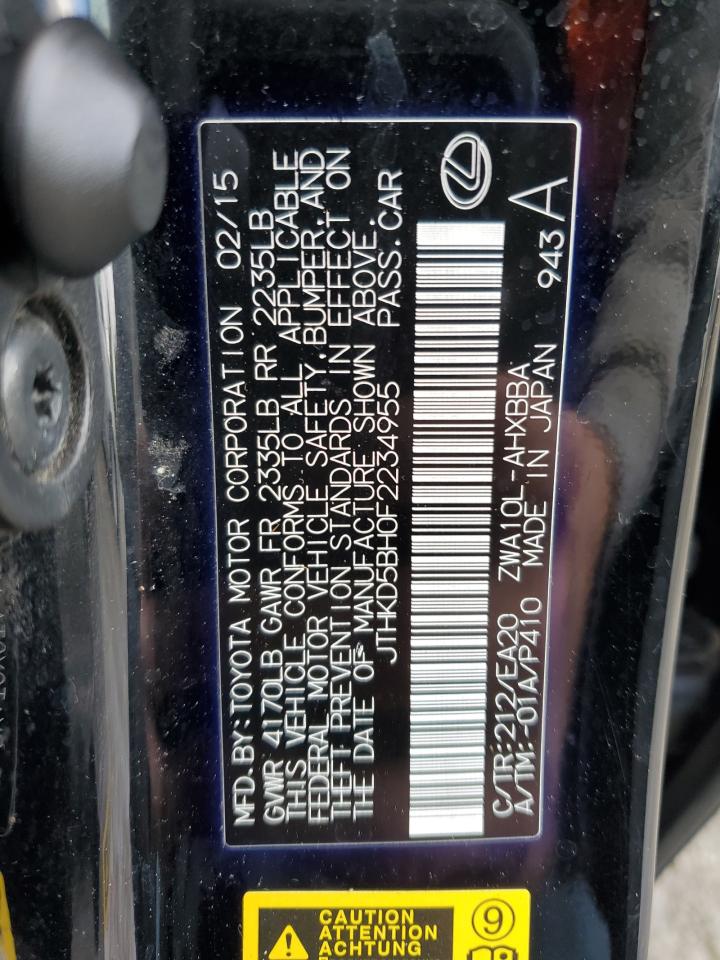 MFD.BY:TOYOTA MOTOR CORPORATION 02/15
GVWR 4170LB GAWR FR 2335LB RR 2235LB
THIS VEHICLE CONFORMS TO ALL APPLICABLE
FEDERAL MOTOR VEHICLE SAFETY,BUMPER,AND
THEFT PREVENTION STANDARDS IN EFFECT ON
THE DATE OF MANUFACTURE SHOWN ABOVE.
JTHKD5BH0F2234955 PASS.CAR
C/TR:212/EA20 ZWA10L-AHXBBA
A/TM:-01A/P410 MADE IN JAPAN 943 A
CAUTION
ATTENTION
ACHTUNG
9